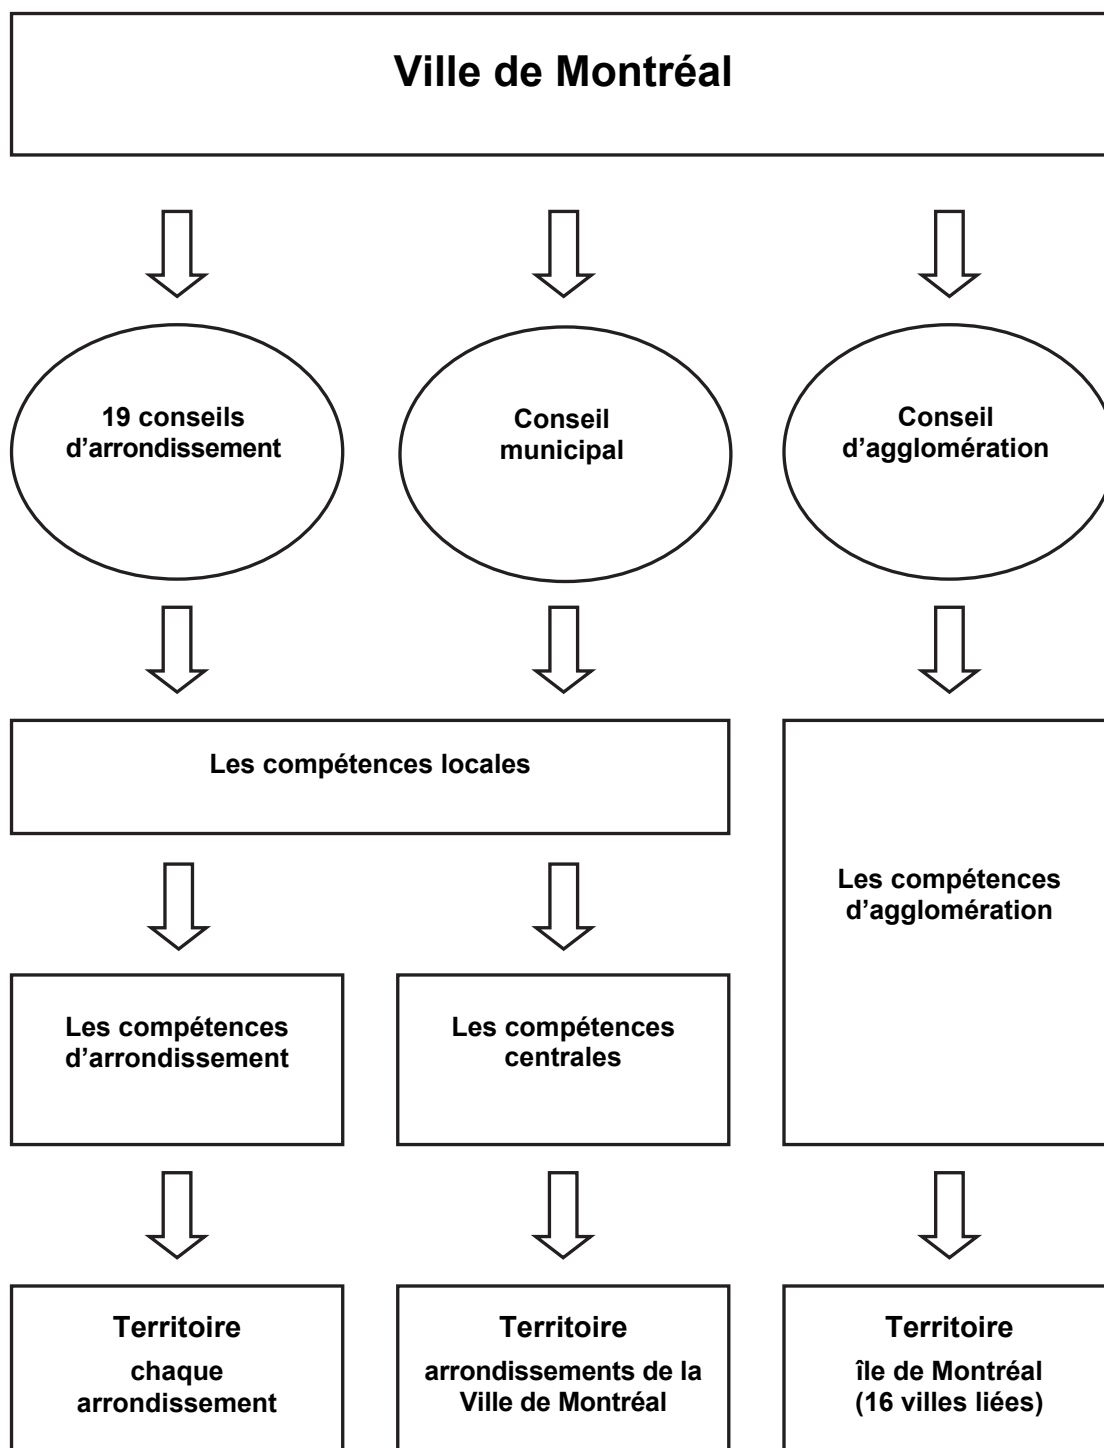 Ville de Montréal
19 conseils
d’arrondissement
Conseil
municipal
Conseil
d’agglomération
Les compétences locales
Les compétences
d’agglomération
Les compétences
d’arrondissement
Les compétences
centrales
Territoire
chaque
arrondissement
Territoire
arrondissements de la
Ville de Montréal
Territoire
île de Montréal
(16 villes liées)